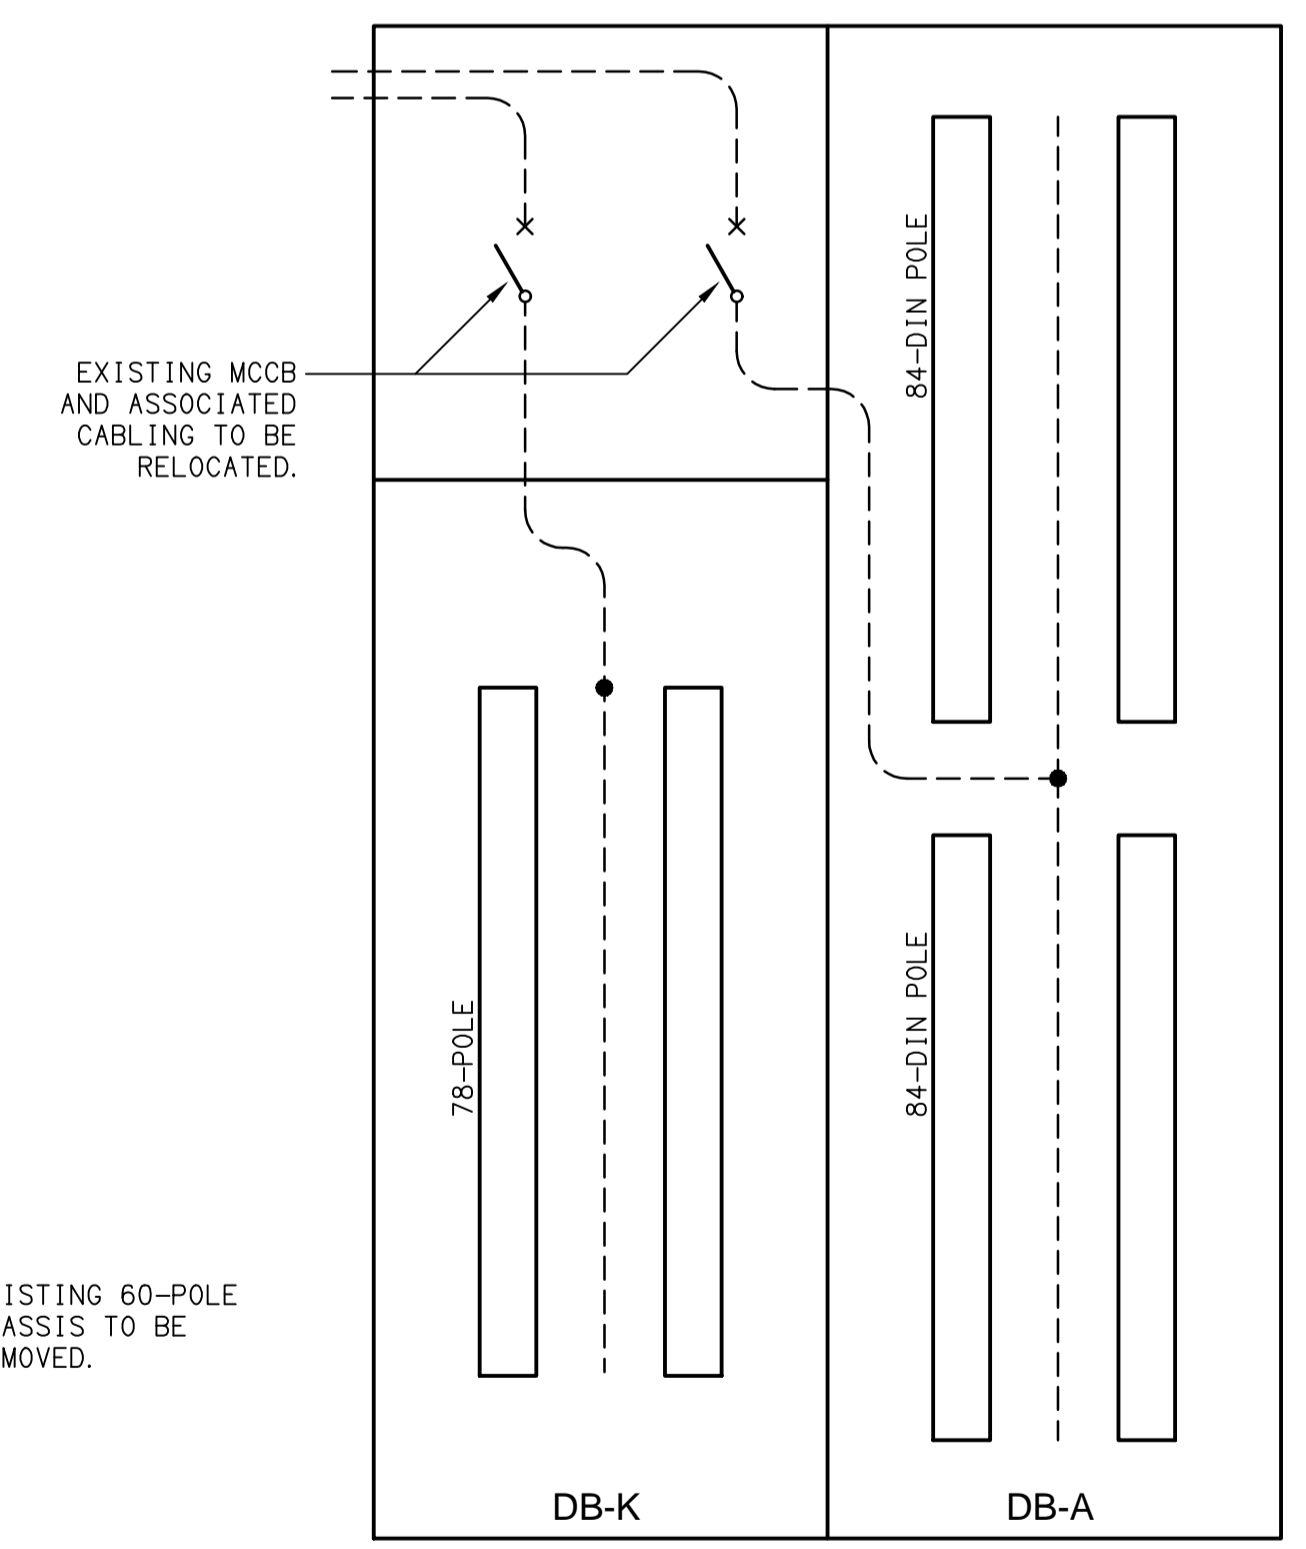 84-DIN POLE
EXISTING MCCB
AND ASSOCIATED
CABLING TO BE
RELOCATED.
78-POLE
84-DIN POLE
ISTING 60-POLE
ASSIS TO BE
MOVED.
DB-K
DB-A